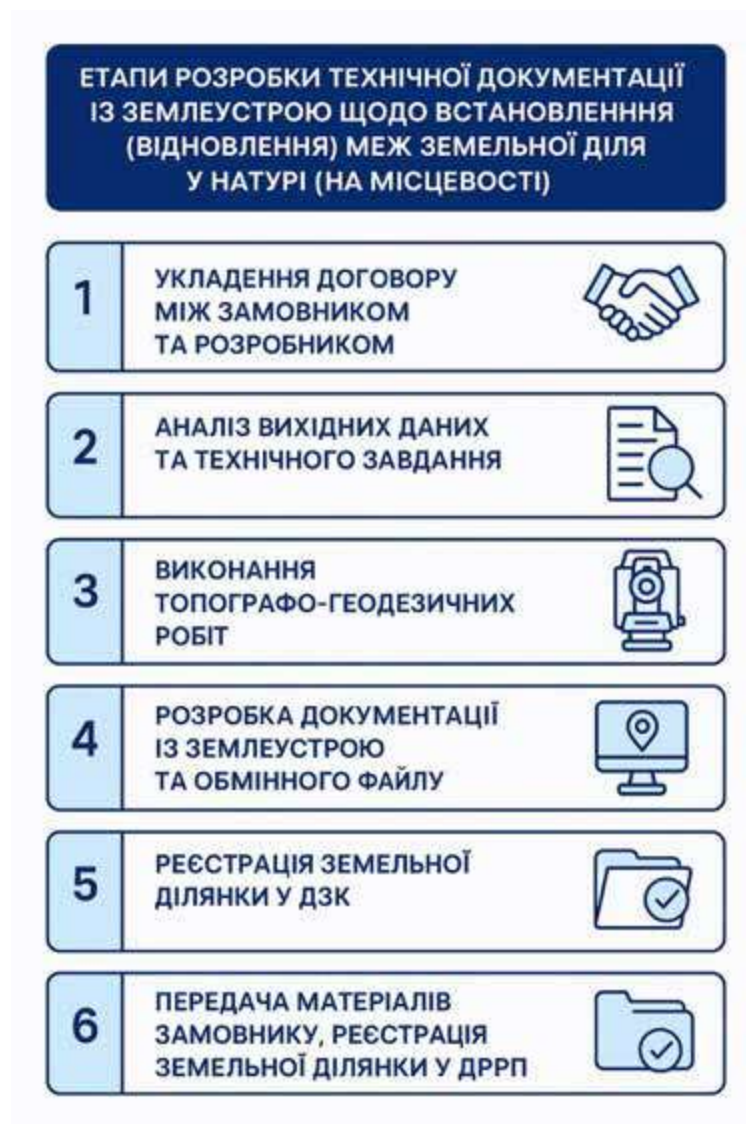 ЕТАПИ РОЗРОБКИ ТЕХНІЧНОЇ ДОКУМЕНТАЦІЇ
ІЗ ЗЕМЛЕУСТРОЮ ЩОДО ВСТАНОВЛЕНННЯ
(ВІДНОВЛЕННЯ) МЕЖ ЗЕМЕЛЬНОЇ ДІЛЯ
У НАТУРІ (НА МІСЦЕВОСТІ)
1
УКЛАДЕННЯ ДОГОВОРУ
МІЖ ЗАМОВНИКОМ
ТА РОЗРОБНИКОМ
2
АНАЛІЗ ВИХІДНИХ ДАНИХ
ТА ТЕХНІЧНОГО ЗАВДАННЯ
3
ВИКОНАННЯ
ТОПОГРАФО-ГЕОДЕЗИЧНИХ
РОБІТ
4
РОЗРОБКА ДОКУМЕНТАЦІЇ
ІЗ ЗЕМЛЕУСТРОЮ
ТА ОБМІННОГО ФАЙЛУ
5
РЕЄСТРАЦІЯ ЗЕМЕЛЬНОЇ
ДІЛЯНКИ У ДЗК
6
ПЕРЕДАЧА МАТЕРІАЛІВ
ЗАМОВНИКУ, РЕЄСТРАЦІЯ
ЗЕМЕЛЬНОЇ ДІЛЯНКИ У ДРРП